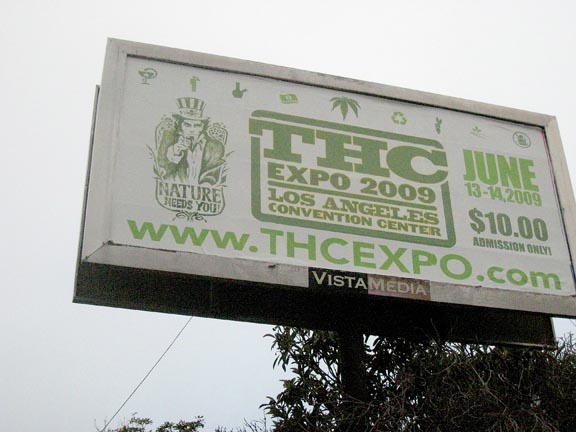 NATURE
NEEDS YOU!
THC
EXPO 2009
LOS ANGELES
CONVENTION CENTER
JUNE
13-14, 2009
$10.00
ADMISSION ONLY!
www.THCEXPO.com
VISTAMEDIA